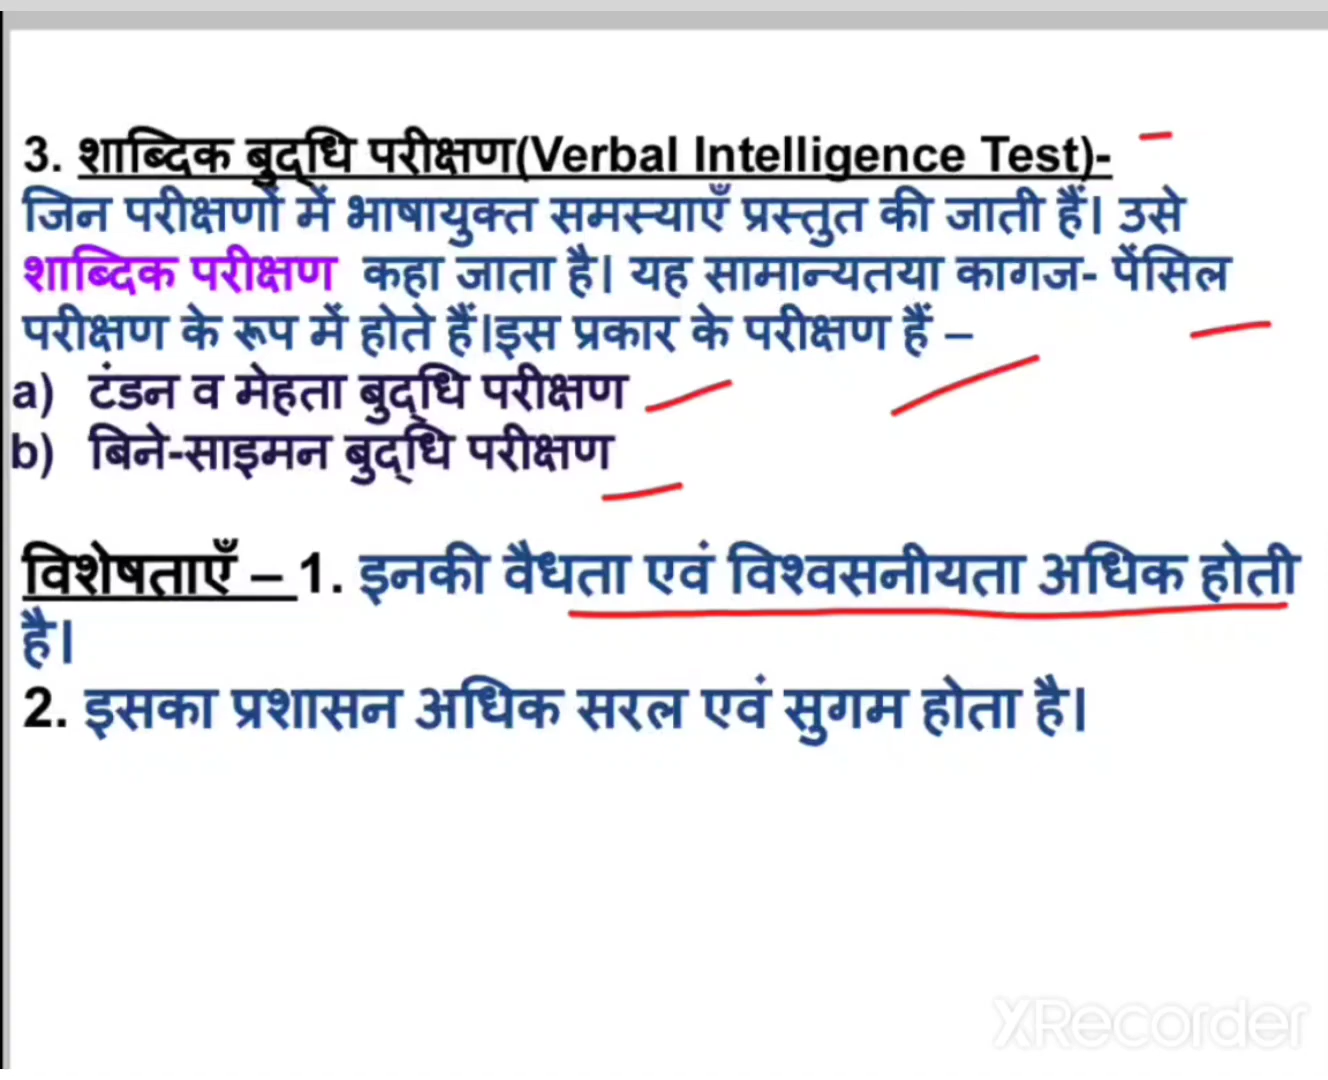 3. शाब्दिक बुद्धि परीक्षण(Verbal Intelligence Test)-
जिन परीक्षणों में भाषायुक्त समस्याएँ प्रस्तुत की जाती हैं। उसे
शाब्दिक परीक्षण कहा जाता है। यह सामान्यतया कागज- पेंसिल
परीक्षण के रूप में होते हैं।इस प्रकार के परीक्षण हैं –
a) टंडन व मेहता बुद्धि परीक्षण
b) बिने-साइमन बुद्धि परीक्षण
विशेषताएँ – 1. इनकी वैधता एवं विश्वसनीयता अधिक होती
है।
2. इसका प्रशासन अधिक सरल एवं सुगम होता है।
XRecorder